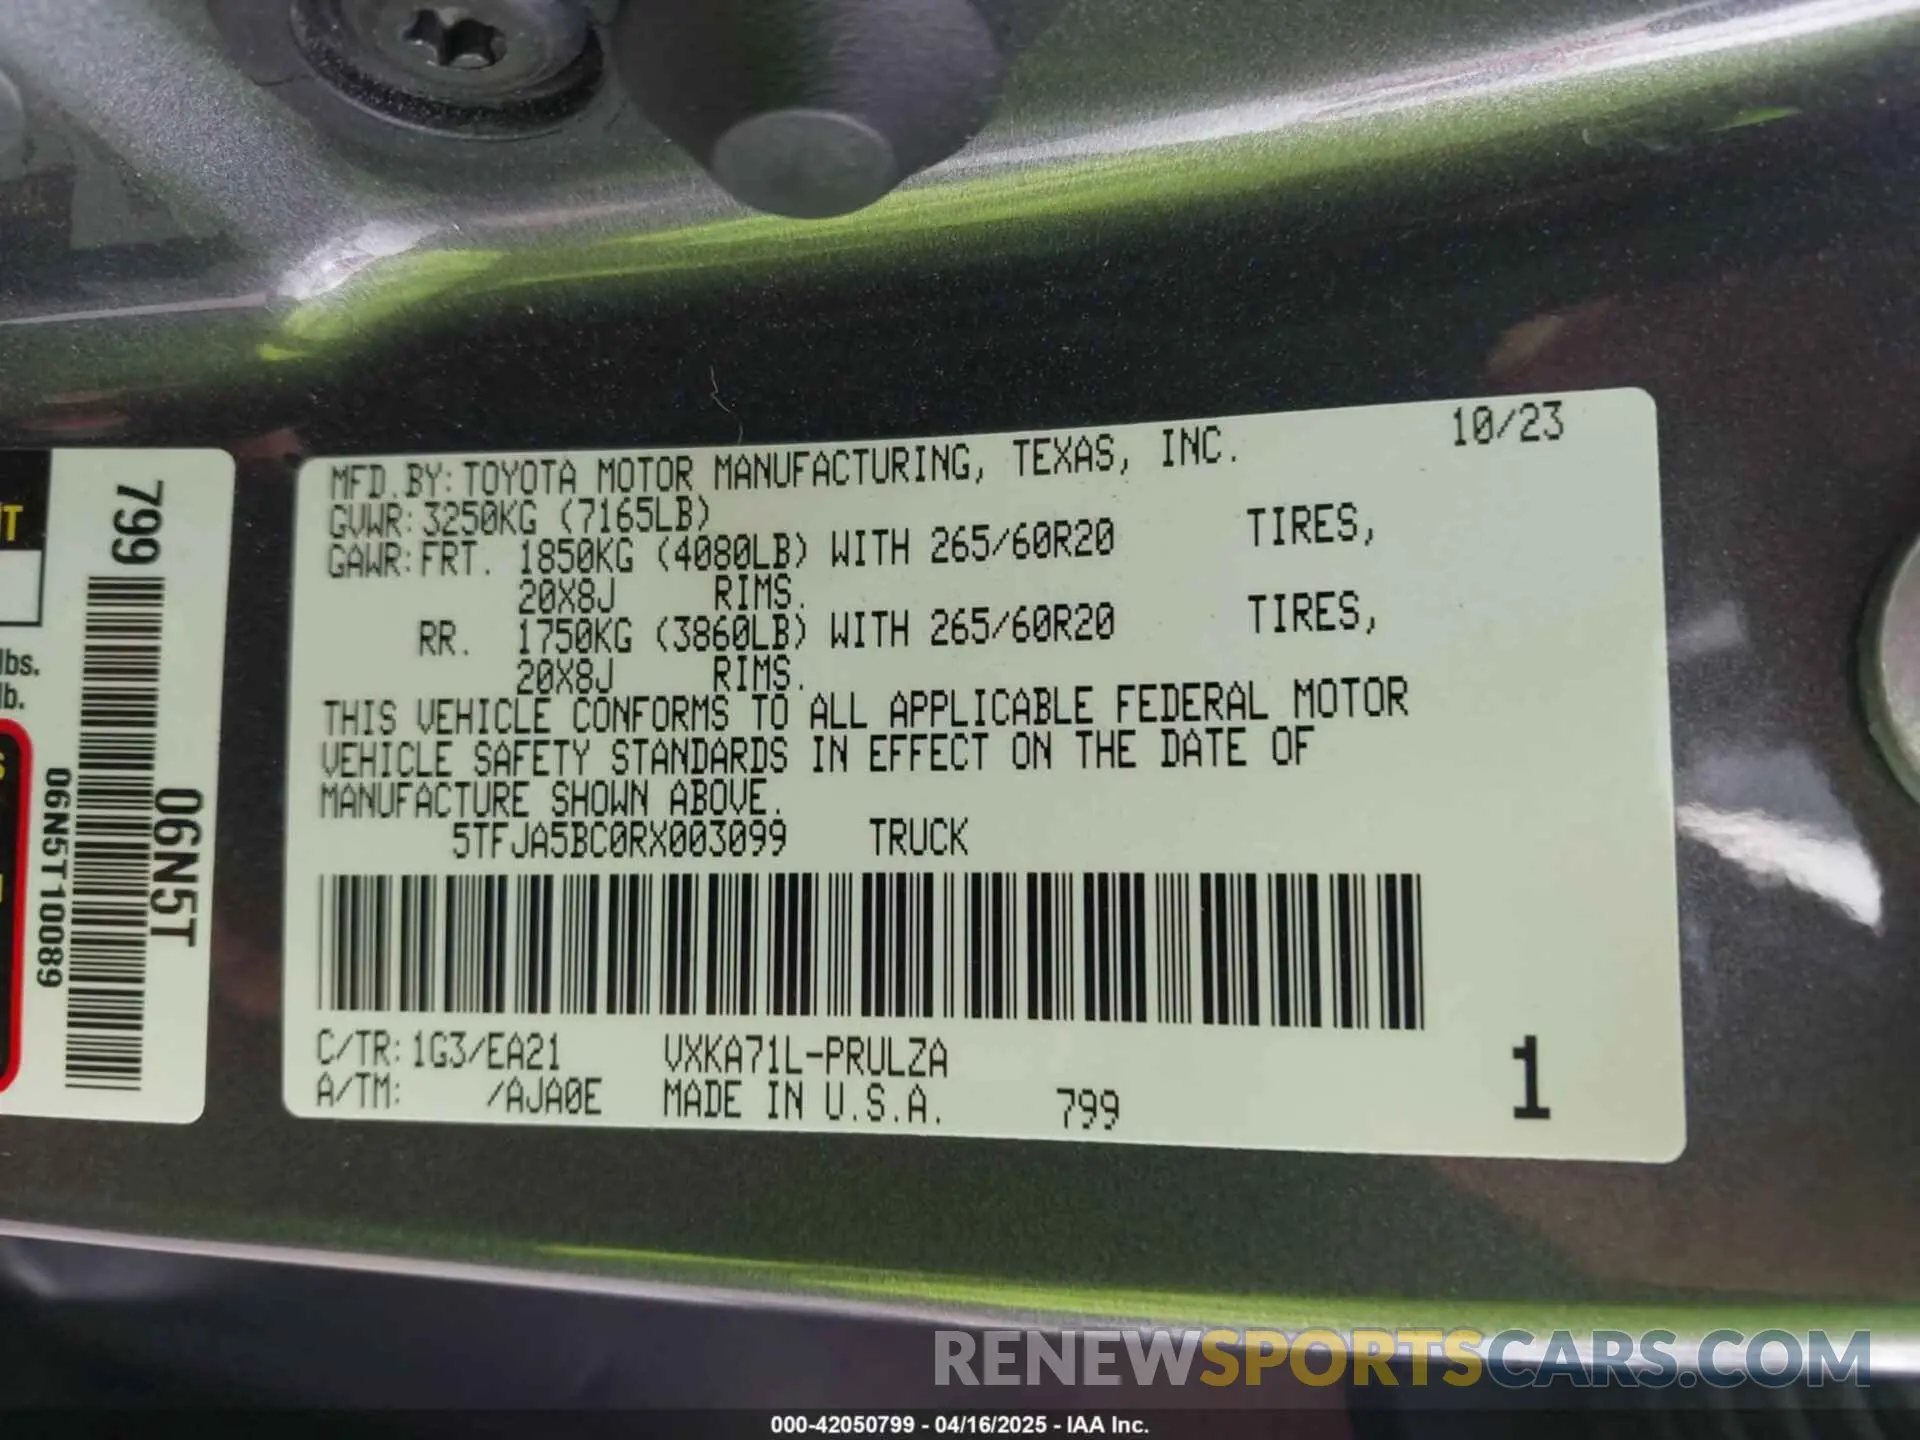 MFD.BY:TOYOTA MOTOR MANUFACTURING, TEXAS, INC. 10/23
GVWR:3250KG (7165LB)
GAWR:FRT. 1850KG (4080LB) WITH 265/60R20 TIRES,
20X8J RIMS.
RR. 1750KG (3860LB) WITH 265/60R20 TIRES,
20X8J RIMS.
THIS VEHICLE CONFORMS TO ALL APPLICABLE FEDERAL MOTOR
VEHICLE SAFETY STANDARDS IN EFFECT ON THE DATE OF
MANUFACTURE SHOWN ABOVE.
5TFJA5BC0RX003099 TRUCK
C/TR:1G3/EA21 VXKA71L-PRULZA
A/TM: /AJA0E MADE IN U.S.A. 799
1
799
06N5T
06N5T10089
lbs.
lb.
RENEWSPORTSCARS.COM
000-42050799 - 04/16/2025 - IAA Inc.